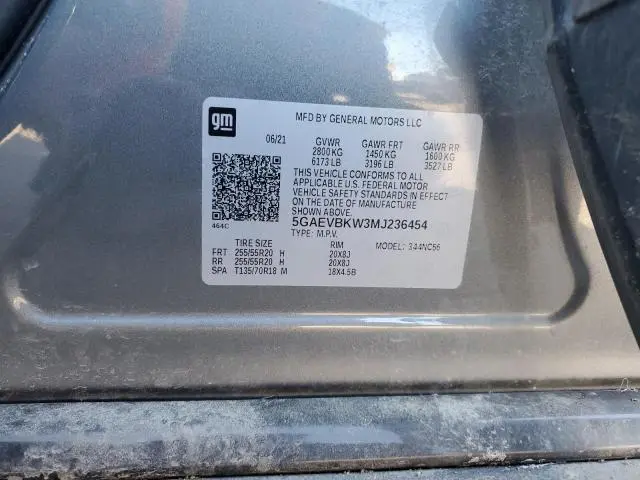 gm
MFD BY GENERAL MOTORS LLC
06/21 GVWR GAWR FRT GAWR RR
2800 KG 1450 KG 1600 KG
6173 LB 3196 LB 3527 LB
THIS VEHICLE CONFORMS TO ALL
APPLICABLE U.S. FEDERAL MOTOR
VEHICLE SAFETY STANDARDS IN EFFECT
ON THE DATE OF MANUFACTURE
SHOWN ABOVE.
464C
5GAEVBKW3MJ236454
TYPE: M.P.V.
TIRE SIZE RIM MODEL: 344NC56
FRT 255/55R20 H 20X8J
RR 255/55R20 H 20X8J
SPA T135/70R18 M 18X4.5B